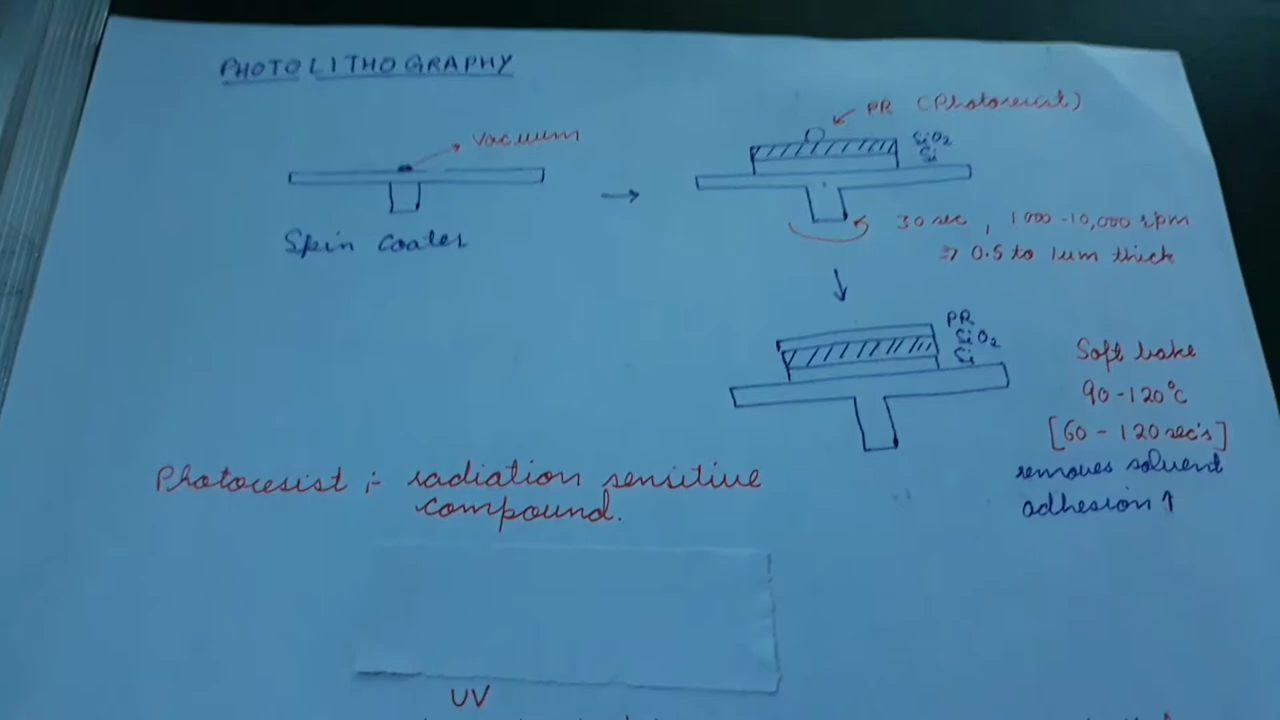 PHOTOLITHOGRAPHY
vacuum
Spin coater
PR (Photoresist)
SiO2
Si
30 sec, 1000-10,000 rpm
⇒ 0.5 to 1um thick
PR
SiO2
Si
Soft bake
90-120°C
[60 - 120 sec's]
removes solvent
adhesion ↑
Photoresist :- radiation sensitive
compound.
UV